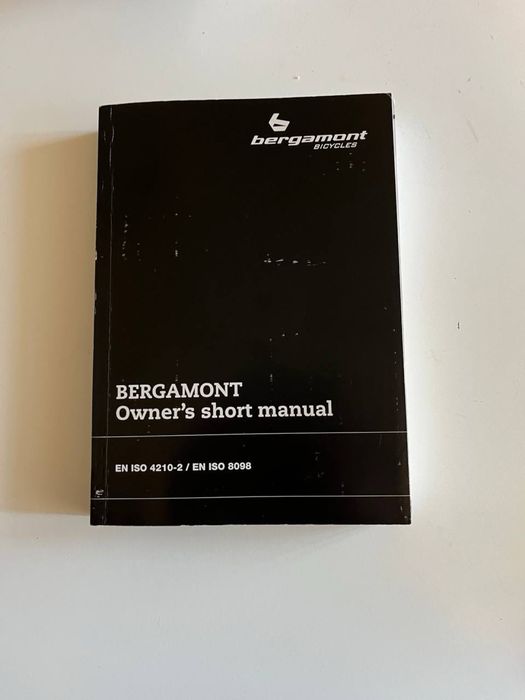 bergamont
BICYCLES
BERGAMONT
Owner's short manual
EN ISO 4210-2 / EN ISO 8098